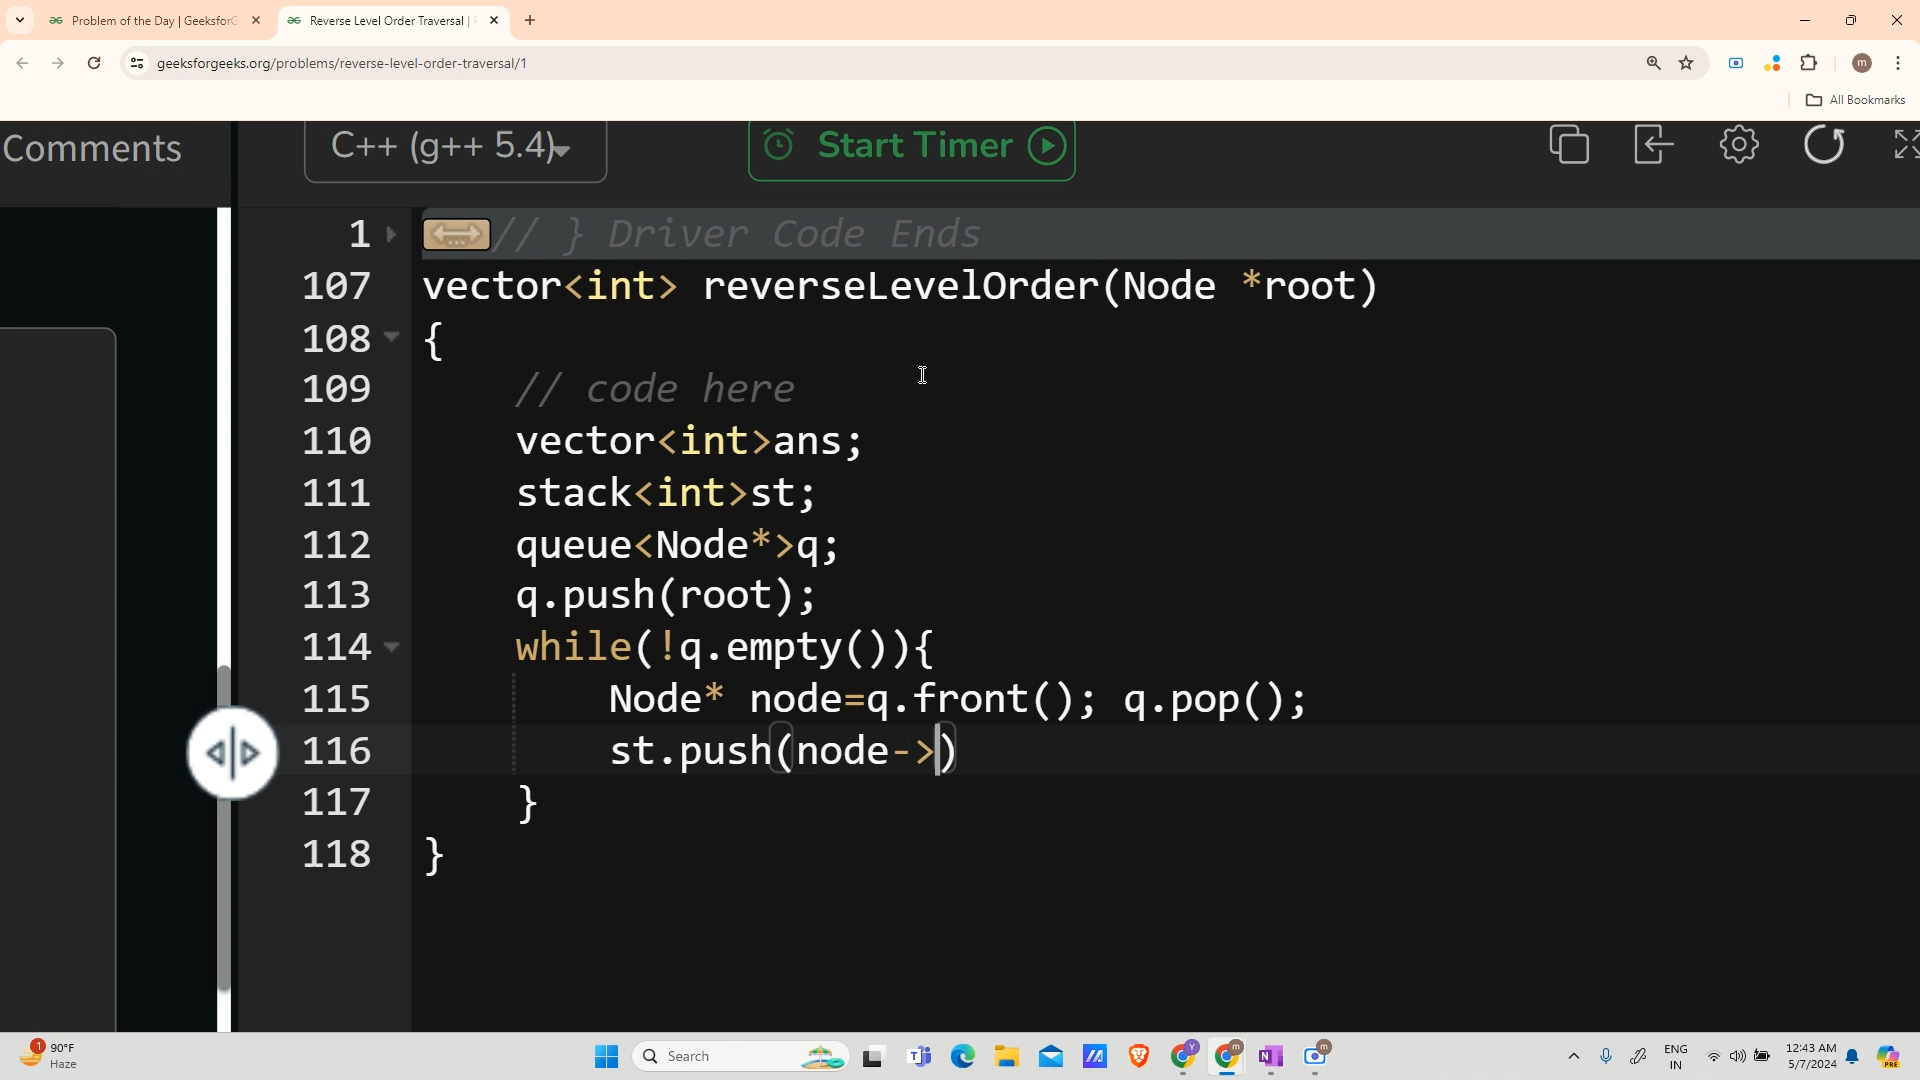 Problem of the Day | GeeksforG
Reverse Level Order Traversal |
geeksforgeeks.org/problems/reverse-level-order-traversal/1
m
All Bookmarks
Comments
C++ (g++ 5.4)
Start Timer
1 // } Driver Code Ends
107 vector<int> reverseLevelOrder(Node *root)
108 {
109 // code here
110 vector<int>ans;
111 stack<int>st;
112 queue<Node*>q;
113 q.push(root);
114 while(!q.empty()){
115 Node* node=q.front(); q.pop();
116 st.push(node->)
117 }
118 }
1
90°F
Haze
Search
Y
m
m
ENG
IN
12:43 AM
5/7/2024
PRE